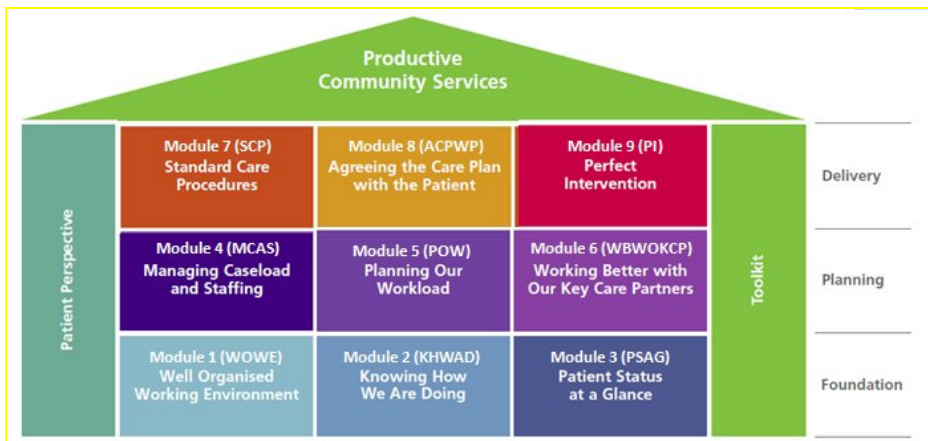 Productive
Community Services
Patient Perspective
Module 7 (SCP)
Standard Care
Procedures
Module 8 (ACPWP)
Agreeing the Care Plan
with the Patient
Module 9 (PI)
Perfect
Intervention
Toolkit
Delivery
Module 4 (MCAS)
Managing Caseload
and Staffing
Module 5 (POW)
Planning Our
Workload
Module 6 (WBWOKCP)
Working Better with
Our Key Care Partners
Planning
Module 1 (WOWE)
Well Organised
Working Environment
Module 2 (KHWAD)
Knowing How
We Are Doing
Module 3 (PSAG)
Patient Status
at a Glance
Foundation